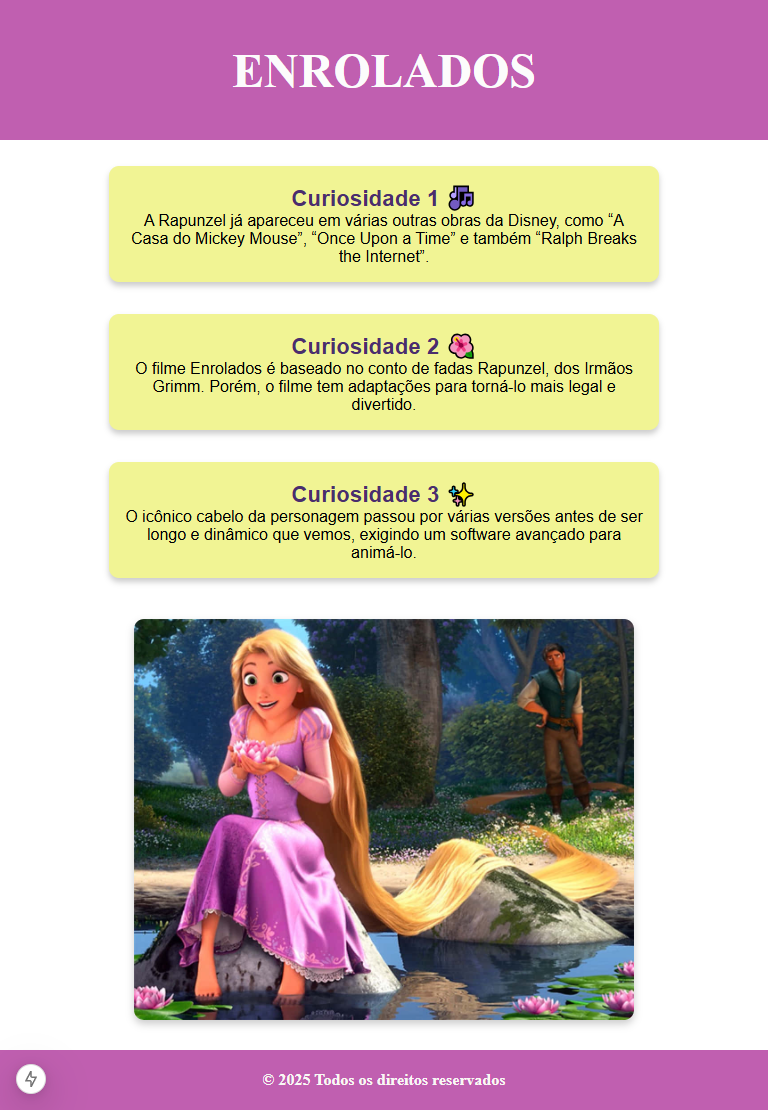 ENROLADOS
Curiosidade 1 🎶
A Rapunzel já apareceu em várias outras obras da Disney, como “A
Casa do Mickey Mouse”, “Once Upon a Time” e também “Ralph Breaks
the Internet”.
Curiosidade 2 🌺
O filme Enrolados é baseado no conto de fadas Rapunzel, dos Irmãos
Grimm. Porém, o filme tem adaptações para torná-lo mais legal e
divertido.
Curiosidade 3 ✨
O icônico cabelo da personagem passou por várias versões antes de ser
longo e dinâmico que vemos, exigindo um software avançado para
animá-lo.
© 2025 Todos os direitos reservados